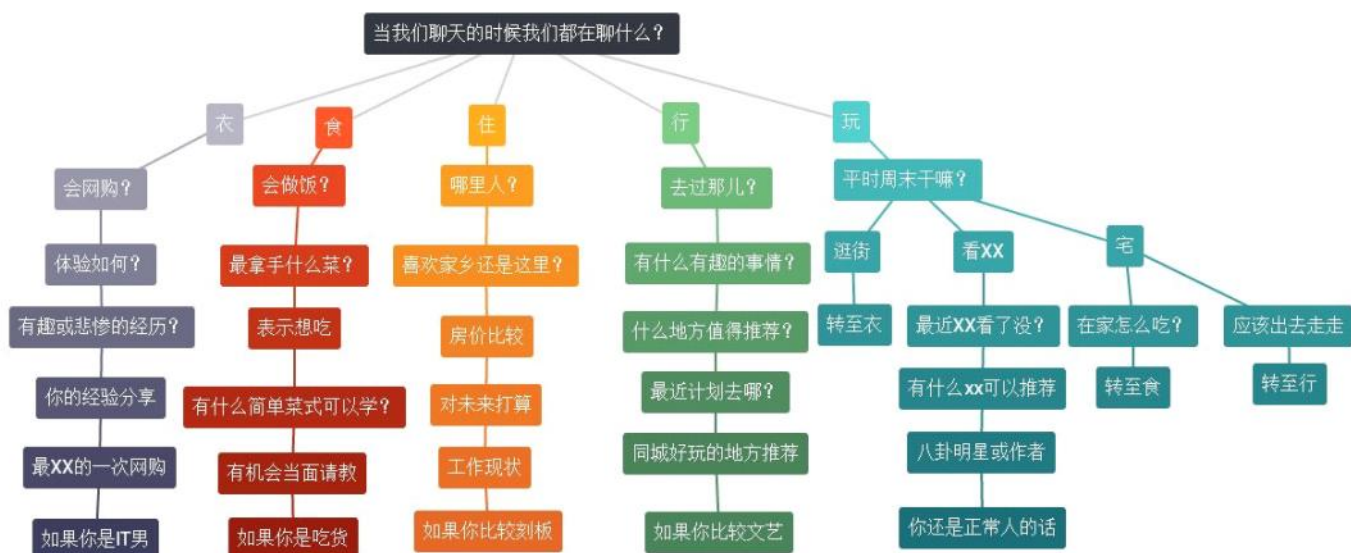 当我们聊天的时候我们都在聊什么？
衣
食
住
行
玩
会网购？
体验如何？
有趣或悲惨的经历？
你的经验分享
最XX的一次网购
如果你是IT男
会做饭？
最拿手什么菜？
表示想吃
有什么简单菜式可以学？
有机会当面请教
如果你是吃货
哪里人？
喜欢家乡还是这里？
房价比较
对未来打算
工作现状
如果你比较刻板
去过那儿？
有什么有趣的事情？
什么地方值得推荐？
最近计划去哪？
同城好玩的地方推荐
如果你比较文艺
平时周末干嘛？
逛街
转至衣
看XX
最近XX看了没？
有什么xx可以推荐
八卦明星或作者
你还是正常人的话
宅
在家怎么吃？
转至食
应该出去走走
转至行